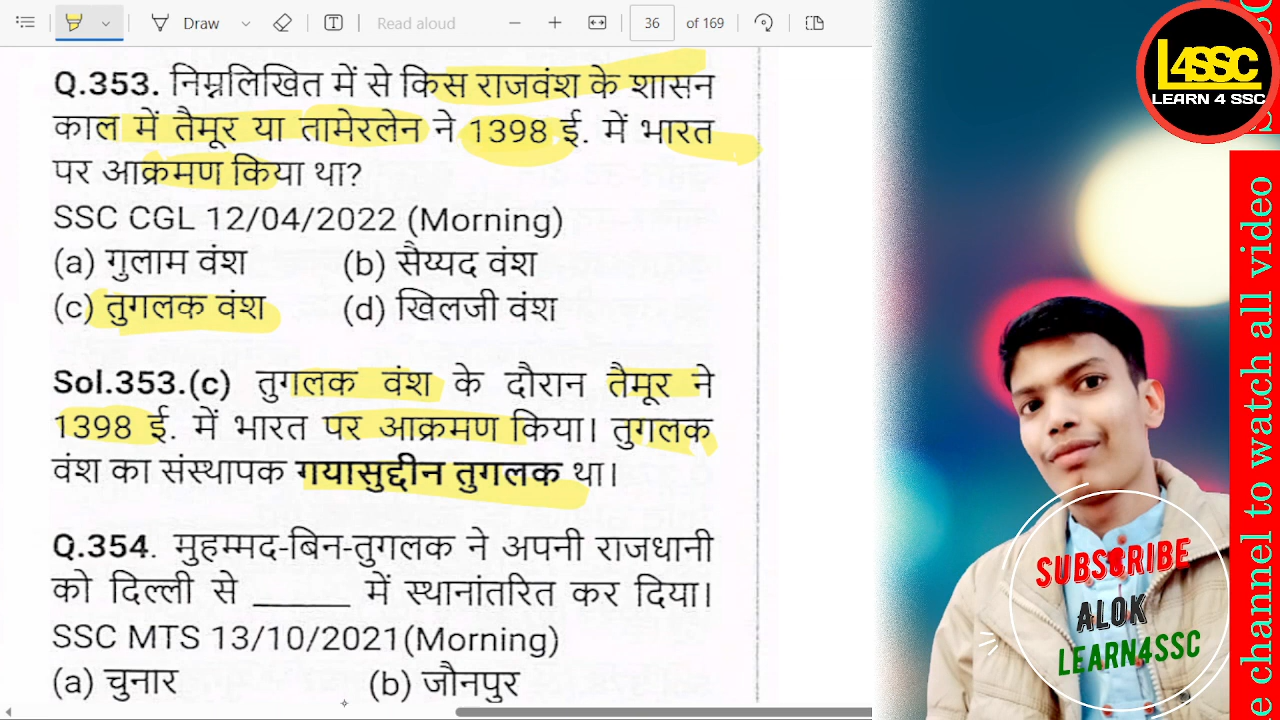 Draw
Read aloud
36
of 169
Q.353. निम्नलिखित में से किस राजवंश के शासन
काल में तैमूर या तामेरलेन ने 1398 ई. में भारत
पर आक्रमण किया था?
SSC CGL 12/04/2022 (Morning)
(a) गुलाम वंश (b) सैय्यद वंश
(c) तुगलक वंश (d) खिलजी वंश
Sol.353.(c) तुगलक वंश के दौरान तैमूर ने
1398 ई. में भारत पर आक्रमण किया। तुगलक
वंश का संस्थापक गयासुद्दीन तुगलक था।
Q.354. मुहम्मद-बिन-तुगलक ने अपनी राजधानी
को दिल्ली से ______ में स्थानांतरित कर दिया।
SSC MTS 13/10/2021(Morning)
(a) चुनार (b) जौनपुर
L4SSC
LEARN 4 SSC
SUBSCRIBE
ALOK
LEARN4SSC
e channel to watch all video